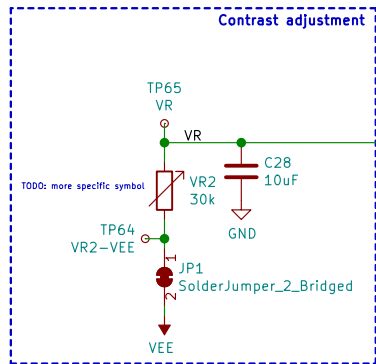 Contrast adjustment
TP65
VR
VR
C28
10uF
TODO: more specific symbol
VR2
30k
GND
TP64
VR2-VEE
1
JP1
SolderJumper_2_Bridged
2
VEE